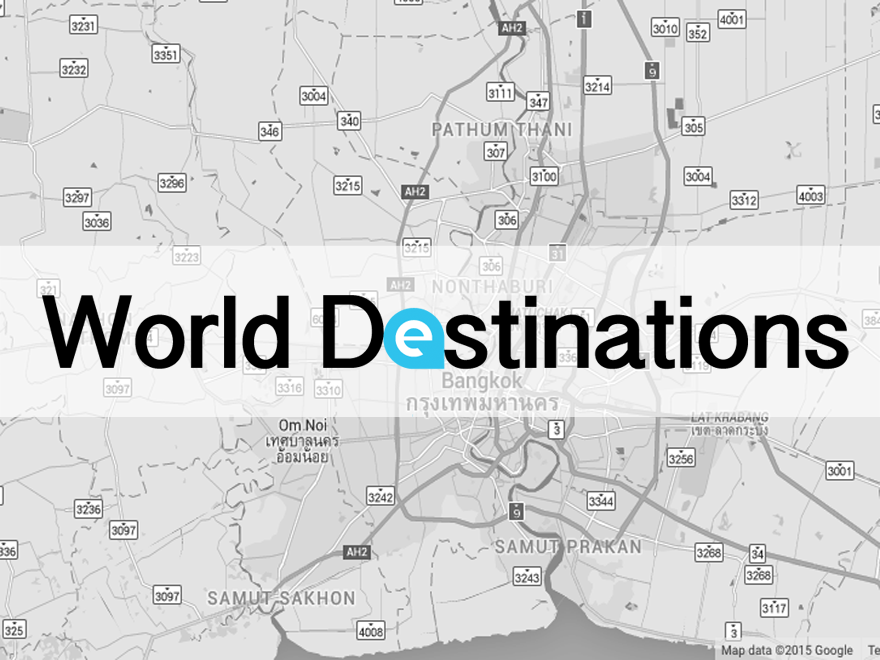 3231
3351
3232
3010
352
4001
AH2
1
9
3214
3004
340
346
3111
347
305
PATHUM THANI
307
3100
3004
3296
3215
AH2
3297
3036
306
3312
4003
3223
3215
31
306
AH2
NONTHABURI
321
World Destinations
3097
3316
3310
Bangkok
กรุงเทพมหานคร
LAT KHABANG
เขต ลาดกระบัง
Om Noi
เทศบาลนคร
อ้อมน้อย
3
3256
3001
3242
3344
3236
3097
9
AH2
SAMUT PRAKAN
3268
34
3268
336
3243
3097
SAMUT SAKHON
3117
325
4008
3
Map data ©2015 Google
Te